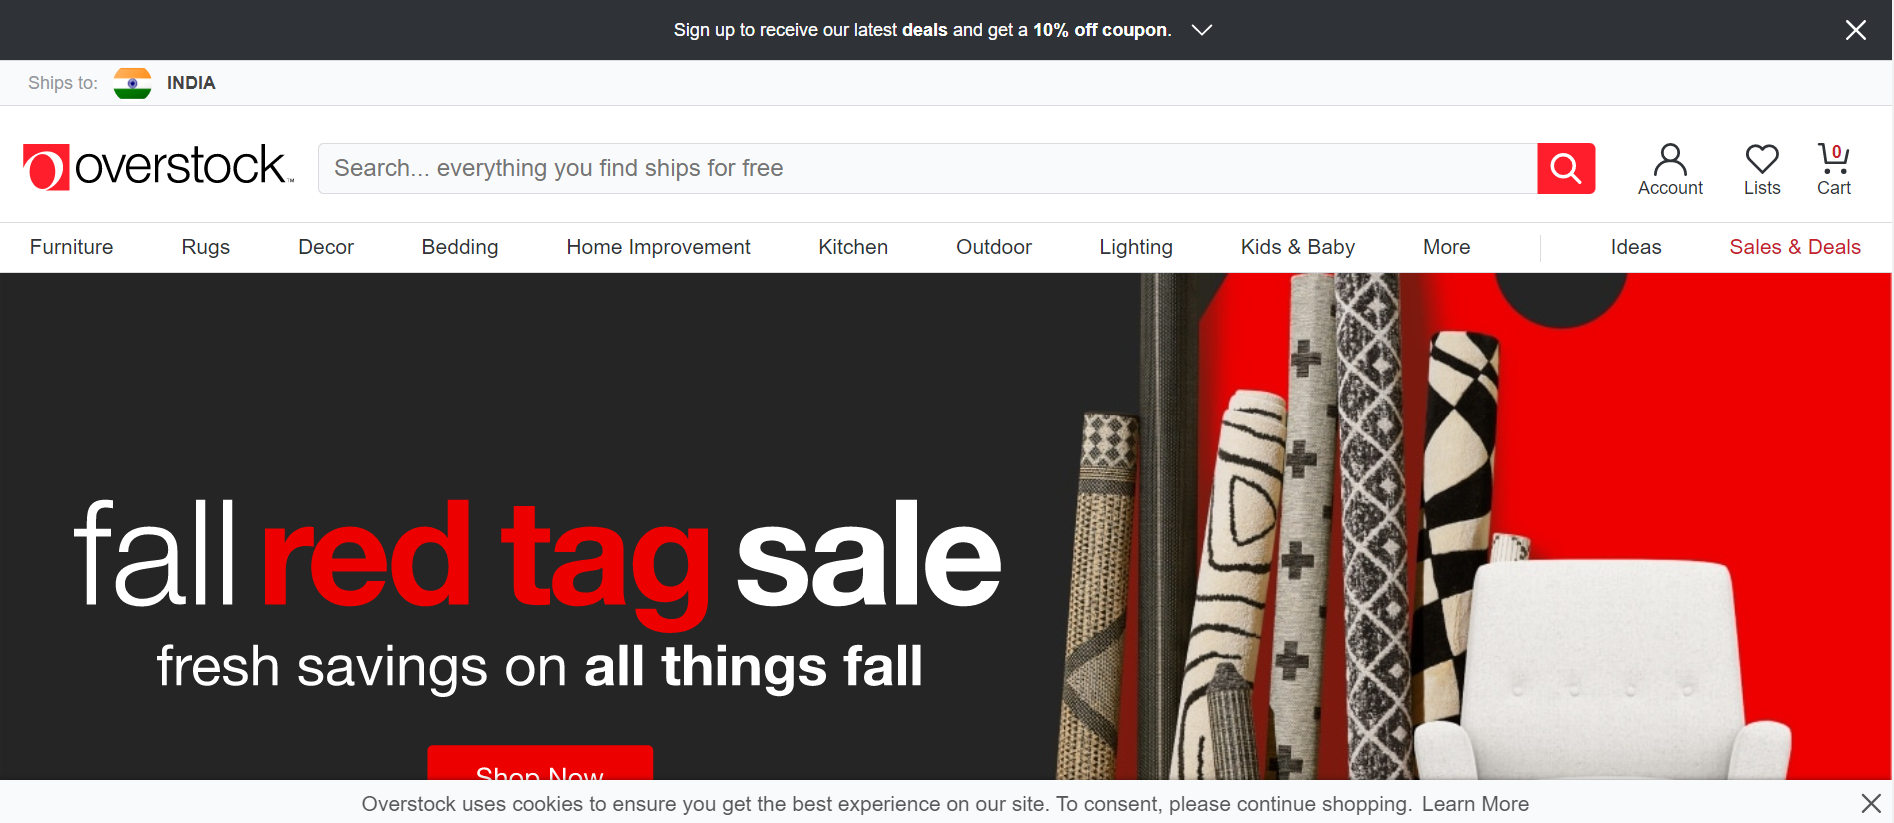 Sign up to receive our latest deals and get a 10% off coupon.
Ships to: INDIA
overstock™
Search... everything you find ships for free
Account Lists 0 Cart
Furniture Rugs Decor Bedding Home Improvement Kitchen Outdoor Lighting Kids & Baby More Ideas Sales & Deals
fall red tag sale
fresh savings on all things fall
Shop Now
Overstock uses cookies to ensure you get the best experience on our site. To consent, please continue shopping. Learn More